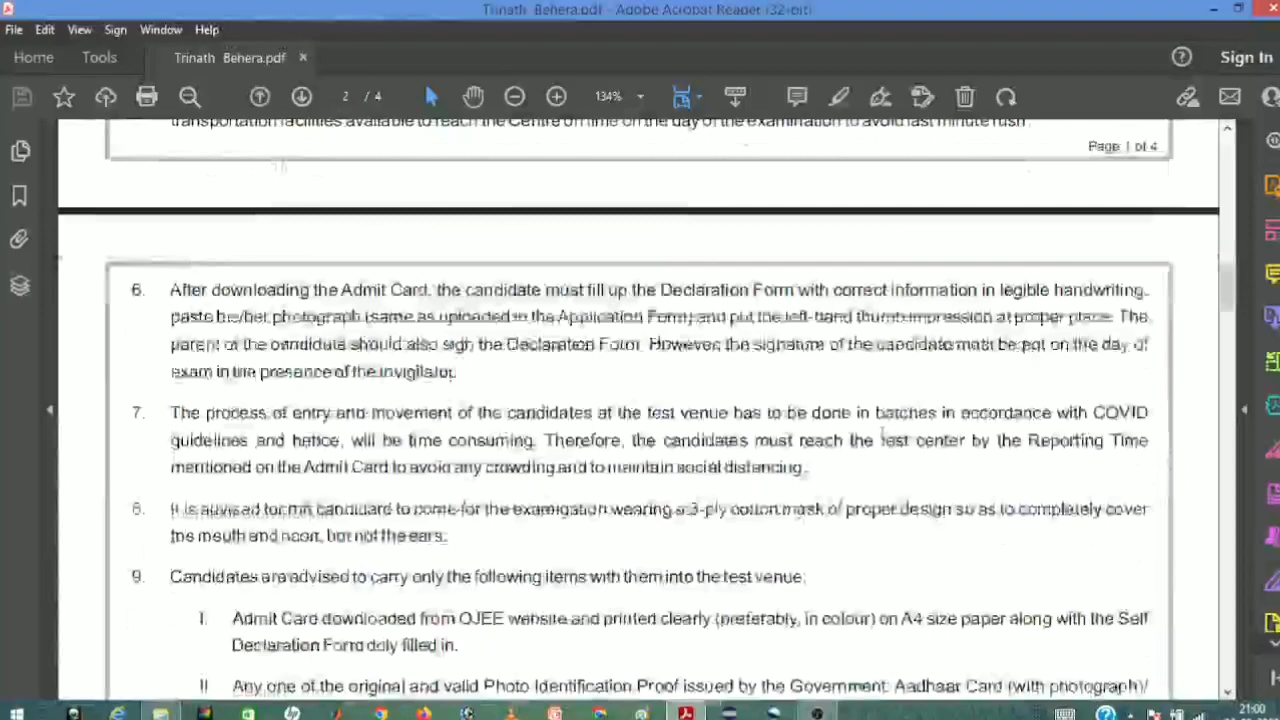 Trinath Behera.pdf - Adobe Acrobat Reader (32-bit)
File Edit View Sign Window Help
Home Tools Trinath Behera.pdf × Sign In
2 / 4 134%
transportation facilities available to reach the Centre on time on the day of the examination to avoid last minute rush
Page 1 of 4
6. After downloading the Admit Card, the candidate must fill up the Declaration Form with correct information in legible handwriting,
paste his/her photograph (same as uploaded in the Application Form) and put the left-hand thumb impression at proper place. The
parent of the candidate should also sign the Declaration Form. However, the signature of the candidate must be put on the day of
exam in the presence of the invigilator.
7. The process of entry and movement of the candidates at the test venue has to be done in batches in accordance with COVID
guidelines and hence, will be time consuming. Therefore, the candidates must reach the test center by the Reporting Time
mentioned on the Admit Card to avoid any crowding and to maintain social distancing.
8. It is advised for to come for the examination wearing a 3-ply cotton mask of proper design so as to completely cover
the mouth and but not the ears.
9. Candidates are advised to carry only the following items with them into the test venue.
I. Admit Card downloaded from OJEE website and printed clearly (preferably, in colour) on A4 size paper along with the Self
Declaration Form duly filled in.
II Any one of the original and valid Photo Identification Proof issued by the Government: Aadhaar Card (with photograph)/
21:00